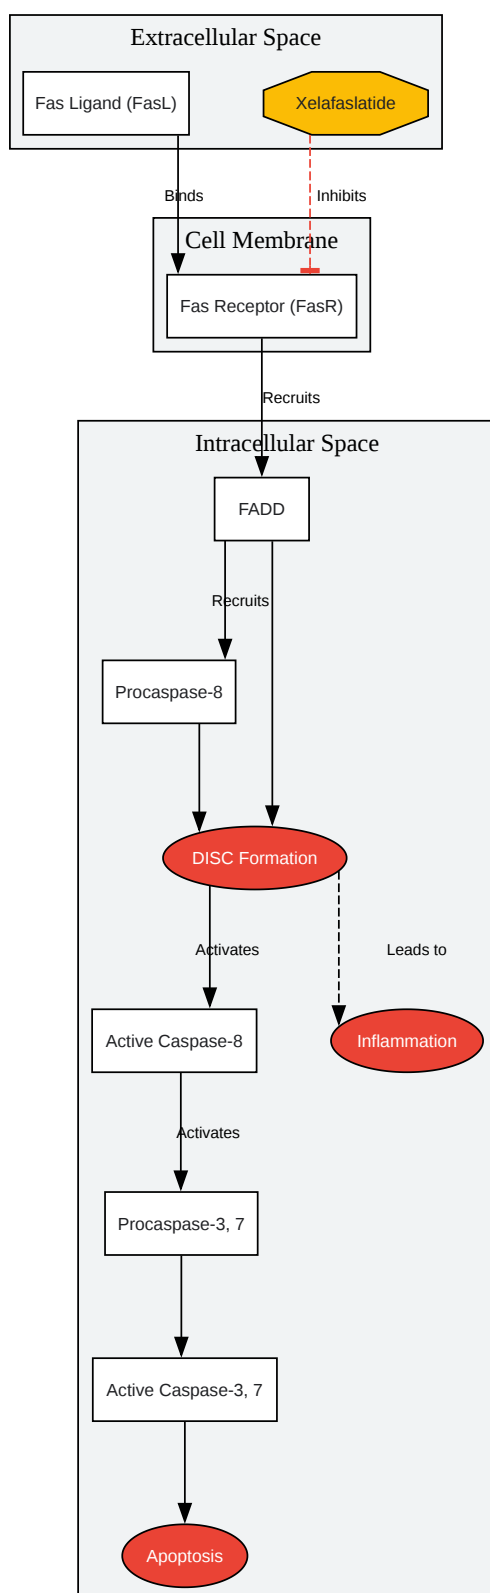 Extracellular Space
Fas Ligand (FasL)
Xelafaslatide
Binds
Inhibits
Cell Membrane
Fas Receptor (FasR)
Recruits
Intracellular Space
FADD
Recruits
Procaspase-8
DISC Formation
Activates
Leads to
Active Caspase-8
Inflammation
Activates
Procaspase-3, 7
Active Caspase-3, 7
Apoptosis